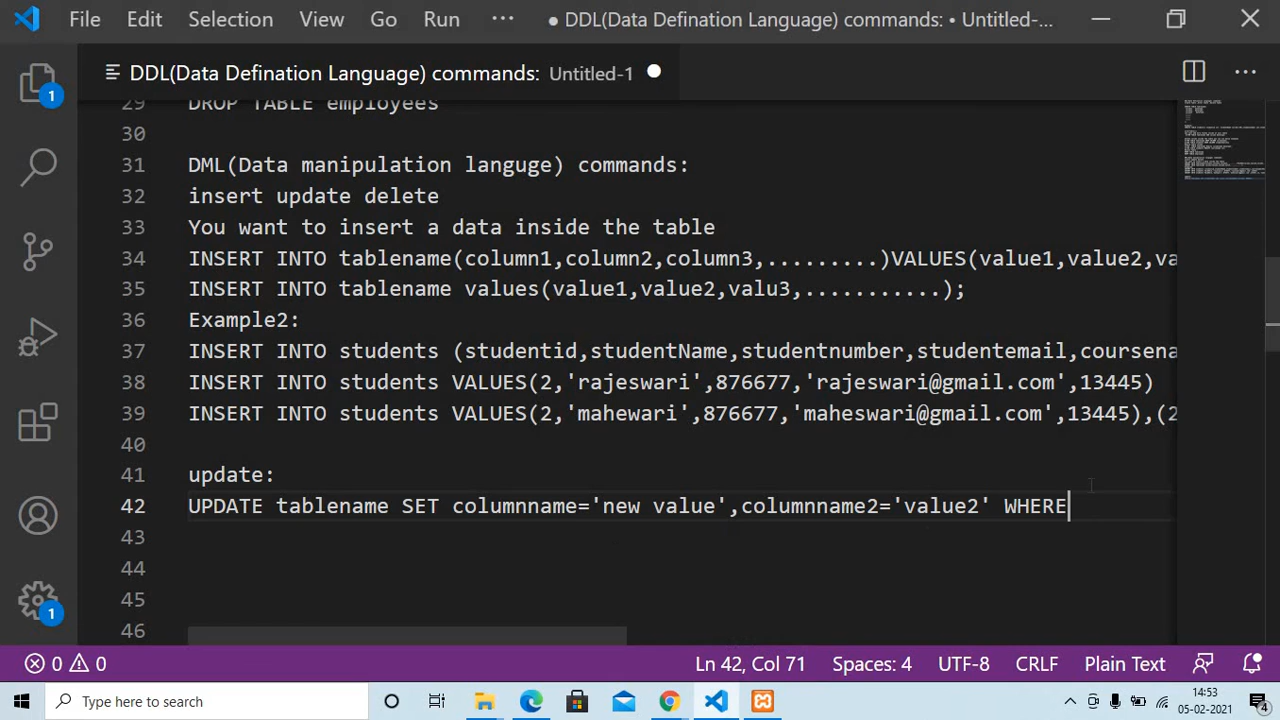 File Edit Selection View Go Run ··· ● DDL(Data Defination Language) commands: • Untitled-...
DDL(Data Defination Language) commands: Untitled-1
29 DROP TABLE employees
30
31 DML(Data manipulation languge) commands:
32 insert update delete
33 You want to insert a data inside the table
34 INSERT INTO tablename(column1,column2,column3,.........)VALUES(value1,value2,va
35 INSERT INTO tablename values(value1,value2,valu3,...........);
36 Example2:
37 INSERT INTO students (studentid,studentName,studentnumber,studentemail,coursena
38 INSERT INTO students VALUES(2,'rajeswari',876677,'rajeswari@gmail.com',13445)
39 INSERT INTO students VALUES(2,'mahewari',876677,'maheswari@gmail.com',13445),(2
40
41 update:
42 UPDATE tablename SET columnname='new value',columnname2='value2' WHERE
43
44
45
46
1
1
0 0 Ln 42, Col 71 Spaces: 4 UTF-8 CRLF Plain Text
Type here to search 14:53
05-02-2021 4